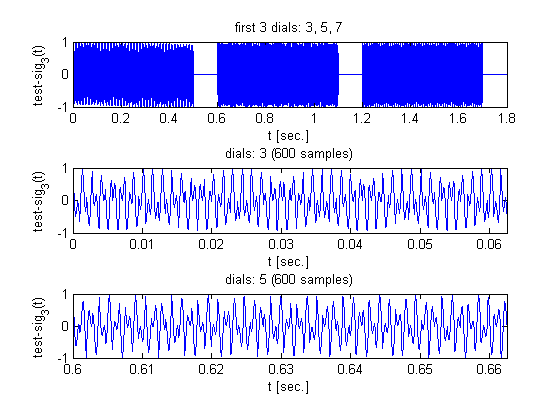 first 3 dials: 3, 5, 7
test-sig3(t)
1
0
-1
0 0.2 0.4 0.6 0.8 1 1.2 1.4 1.6 1.8
t [sec.]
dials: 3 (600 samples)
test-sig3(t)
1
0
-1
0 0.01 0.02 0.03 0.04 0.05 0.06
t [sec.]
dials: 5 (600 samples)
test-sig3(t)
1
0
-1
0.6 0.61 0.62 0.63 0.64 0.65 0.66
t [sec.]